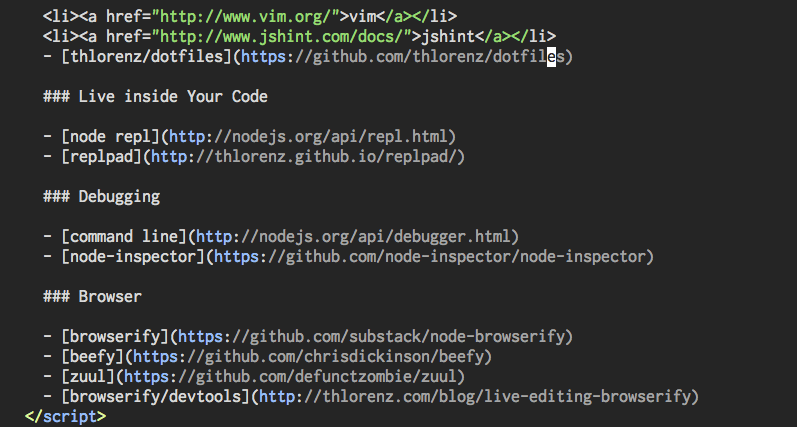 <li><a href="http://www.vim.org/">vim</a></li>
<li><a href="http://www.jshint.com/docs/">jshint</a></li>
- [thlorenz/dotfiles](https://github.com/thlorenz/dotfiles)
### Live inside Your Code
- [node repl](http://nodejs.org/api/repl.html)
- [replpad](http://thlorenz.github.io/replpad/)
### Debugging
- [command line](http://nodejs.org/api/debugger.html)
- [node-inspector](https://github.com/node-inspector/node-inspector)
### Browser
- [browserify](https://github.com/substack/node-browserify)
- [beefy](https://github.com/chrisdickinson/beefy)
- [zuul](https://github.com/defunctzombie/zuul)
- [browserify/devtools](http://thlorenz.com/blog/live-editing-browserify)
</script>